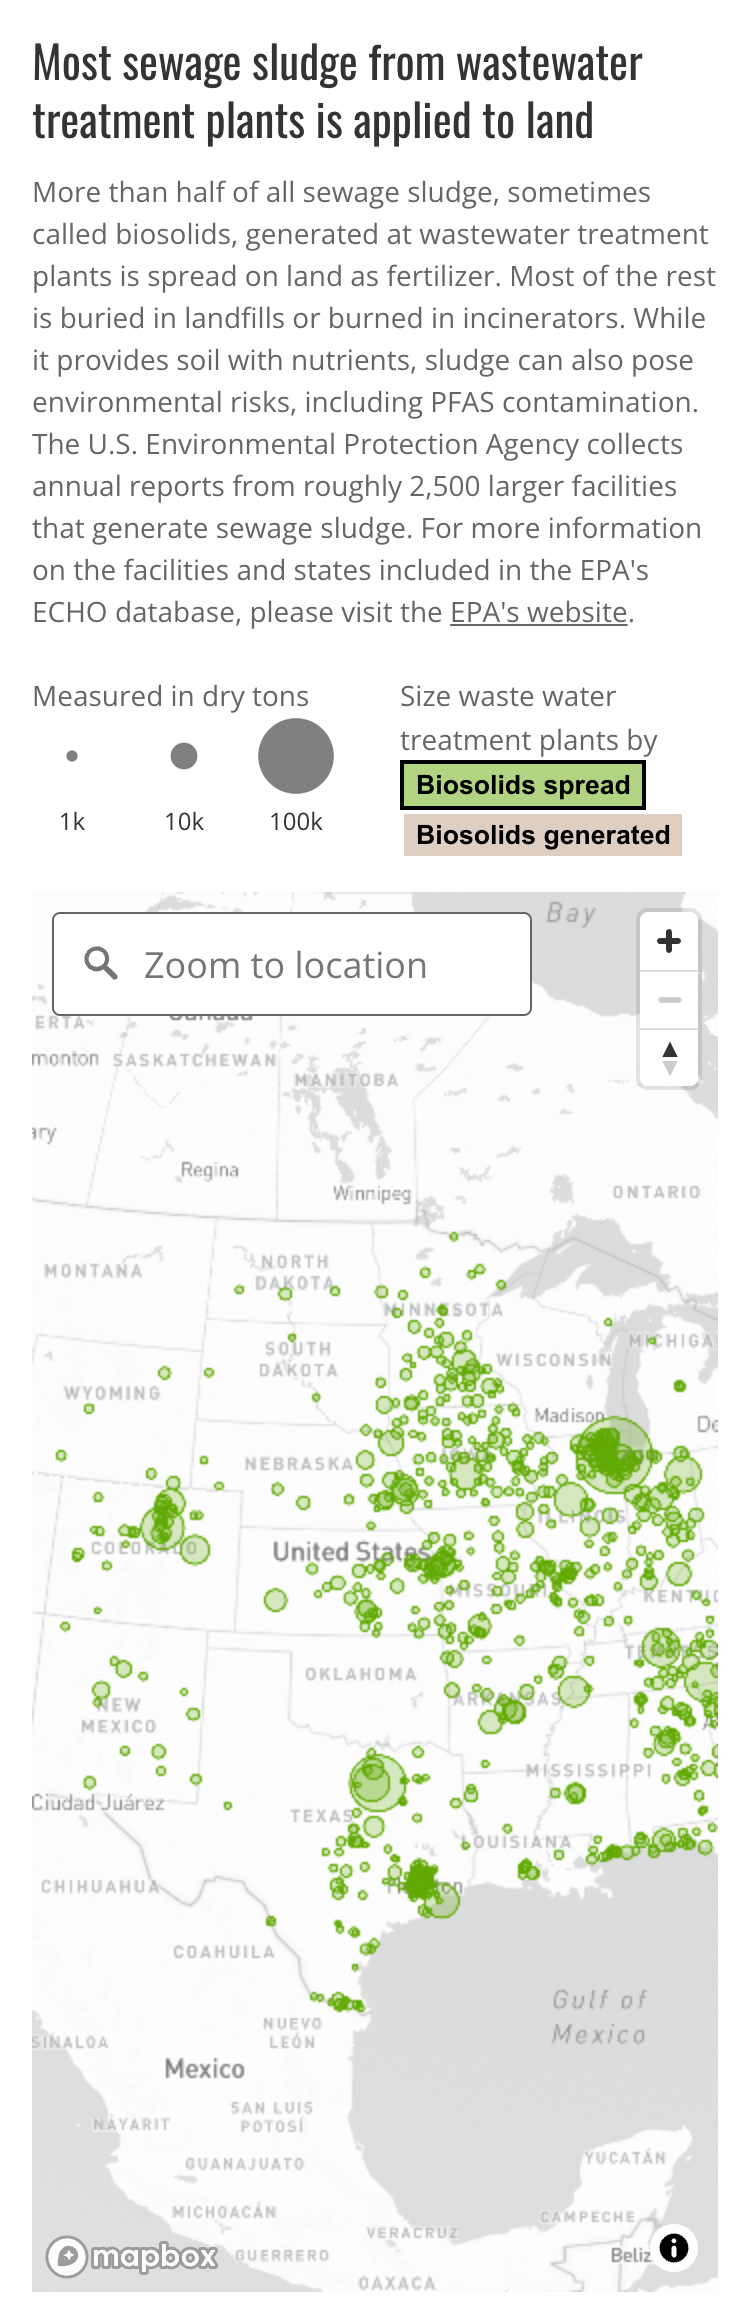 Most sewage sludge from wastewater
treatment plants is applied to land
More than half of all sewage sludge, sometimes
called biosolids, generated at wastewater treatment
plants is spread on land as fertilizer. Most of the rest
is buried in landfills or burned in incinerators. While
it provides soil with nutrients, sludge can also pose
environmental risks, including PFAS contamination.
The U.S. Environmental Protection Agency collects
annual reports from roughly 2,500 larger facilities
that generate sewage sludge. For more information
on the facilities and states included in the EPA's
ECHO database, please visit the EPA's website.
Measured in dry tons
1k 10k 100k
Size waste water
treatment plants by
Biosolids spread
Biosolids generated
Bay
Zoom to location
ERTA
monton SASKATCHEWAN
MANITOBA
ary
Regina
Winnipeg
ONTARIO
MONTANA
NORTH
DAKOTA
MINNESOTA
SOUTH
DAKOTA
WISCONSIN
MICHIGA
WYOMING
Madison
De
NEBRASKA
ILLINOIS
COLORADO
United States
MISSOURI
KENTUC
OKLAHOMA
ARKANSAS
NEW
MEXICO
MISSISSIPPI
Ciudad Juárez
TEXAS
LOUISIANA
CHIHUAHUA
COAHUILA
Gulf of
Mexico
NUEVO
LEÓN
SINALOA
Mexico
SAN LUIS
POTOSÍ
NAYARIT
YUCATÁN
GUANAJUATO
MICHOACÁN
CAMPECHE
VERACRUZ
mapbox
GUERRERO
Beliz
OAXACA